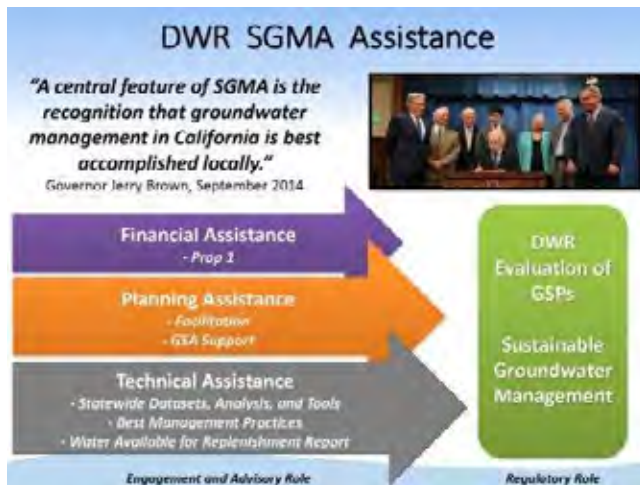 DWR SGMA Assistance
"A central feature of SGMA is the
recognition that groundwater
management in California is best
accomplished locally."
Governor Jerry Brown, September 2014
Financial Assistance
- Prop 1
Planning Assistance
- Facilitation
- GSA Support
Technical Assistance
- Statewide Datasets, Analysis, and Tools
- Best Management Practices
- Water Available for Replenishment Report
DWR
Evaluation of
GSPs
Sustainable
Groundwater
Management
Engagement and Advisory Role
Regulatory Role